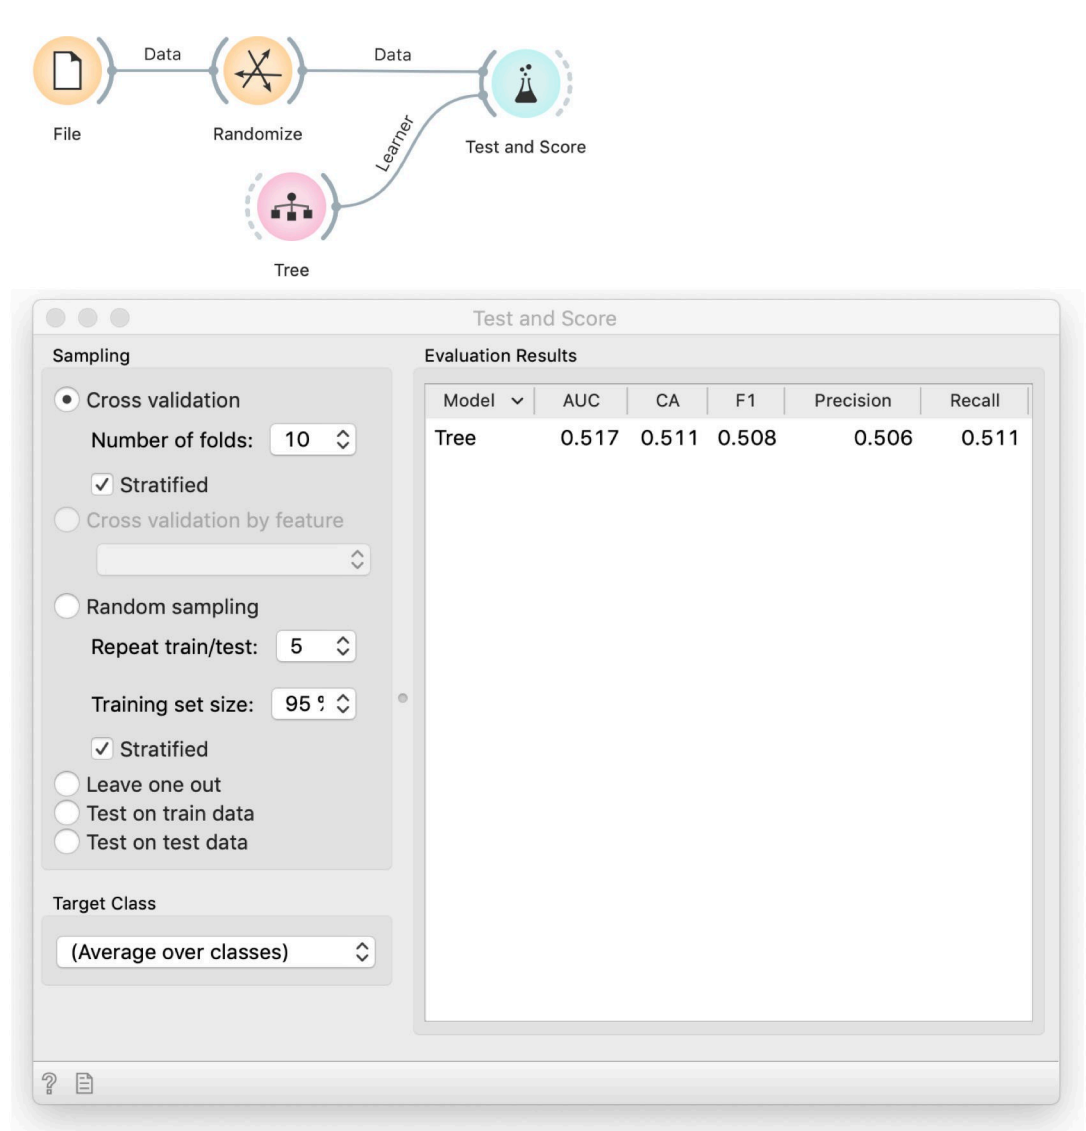 Data
Data
File
Randomize
Learner
Test and Score
Tree
Test and Score
Sampling
Cross validation
Number of folds: 10
Stratified
Cross validation by feature
Random sampling
Repeat train/test: 5
Training set size: 95 %
Stratified
Leave one out
Test on train data
Test on test data
Target Class
(Average over classes)
Evaluation Results
Model AUC CA F1 Precision Recall
Tree 0.517 0.511 0.508 0.506 0.511
?